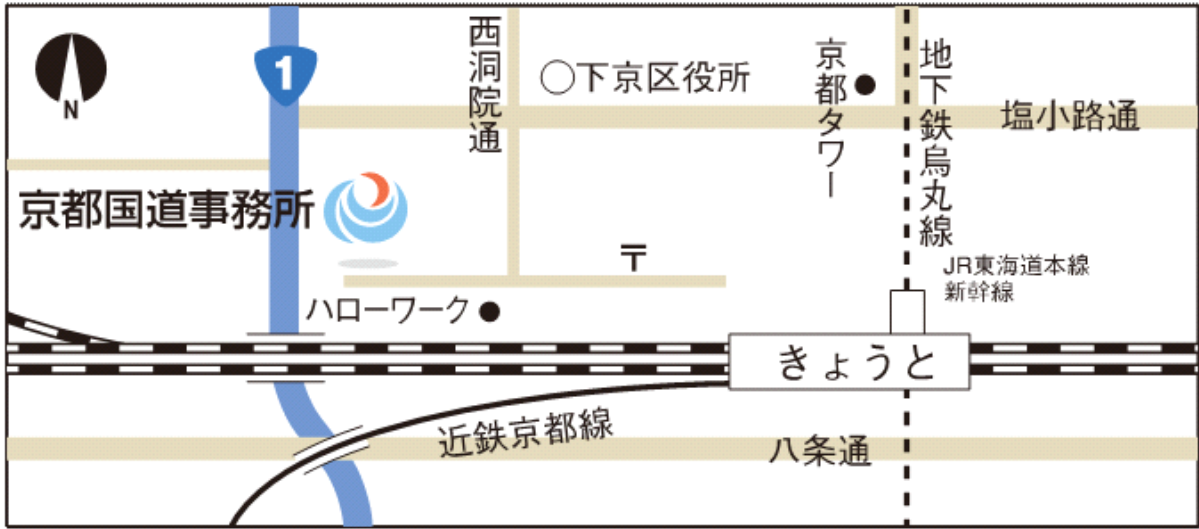 N
1
西洞院通
〇下京区役所
京都タワー
地下鉄烏丸線
塩小路通
京都国道事務所
〒
JR東海道本線
新幹線
ハローワーク
きょうと
近鉄京都線
八条通